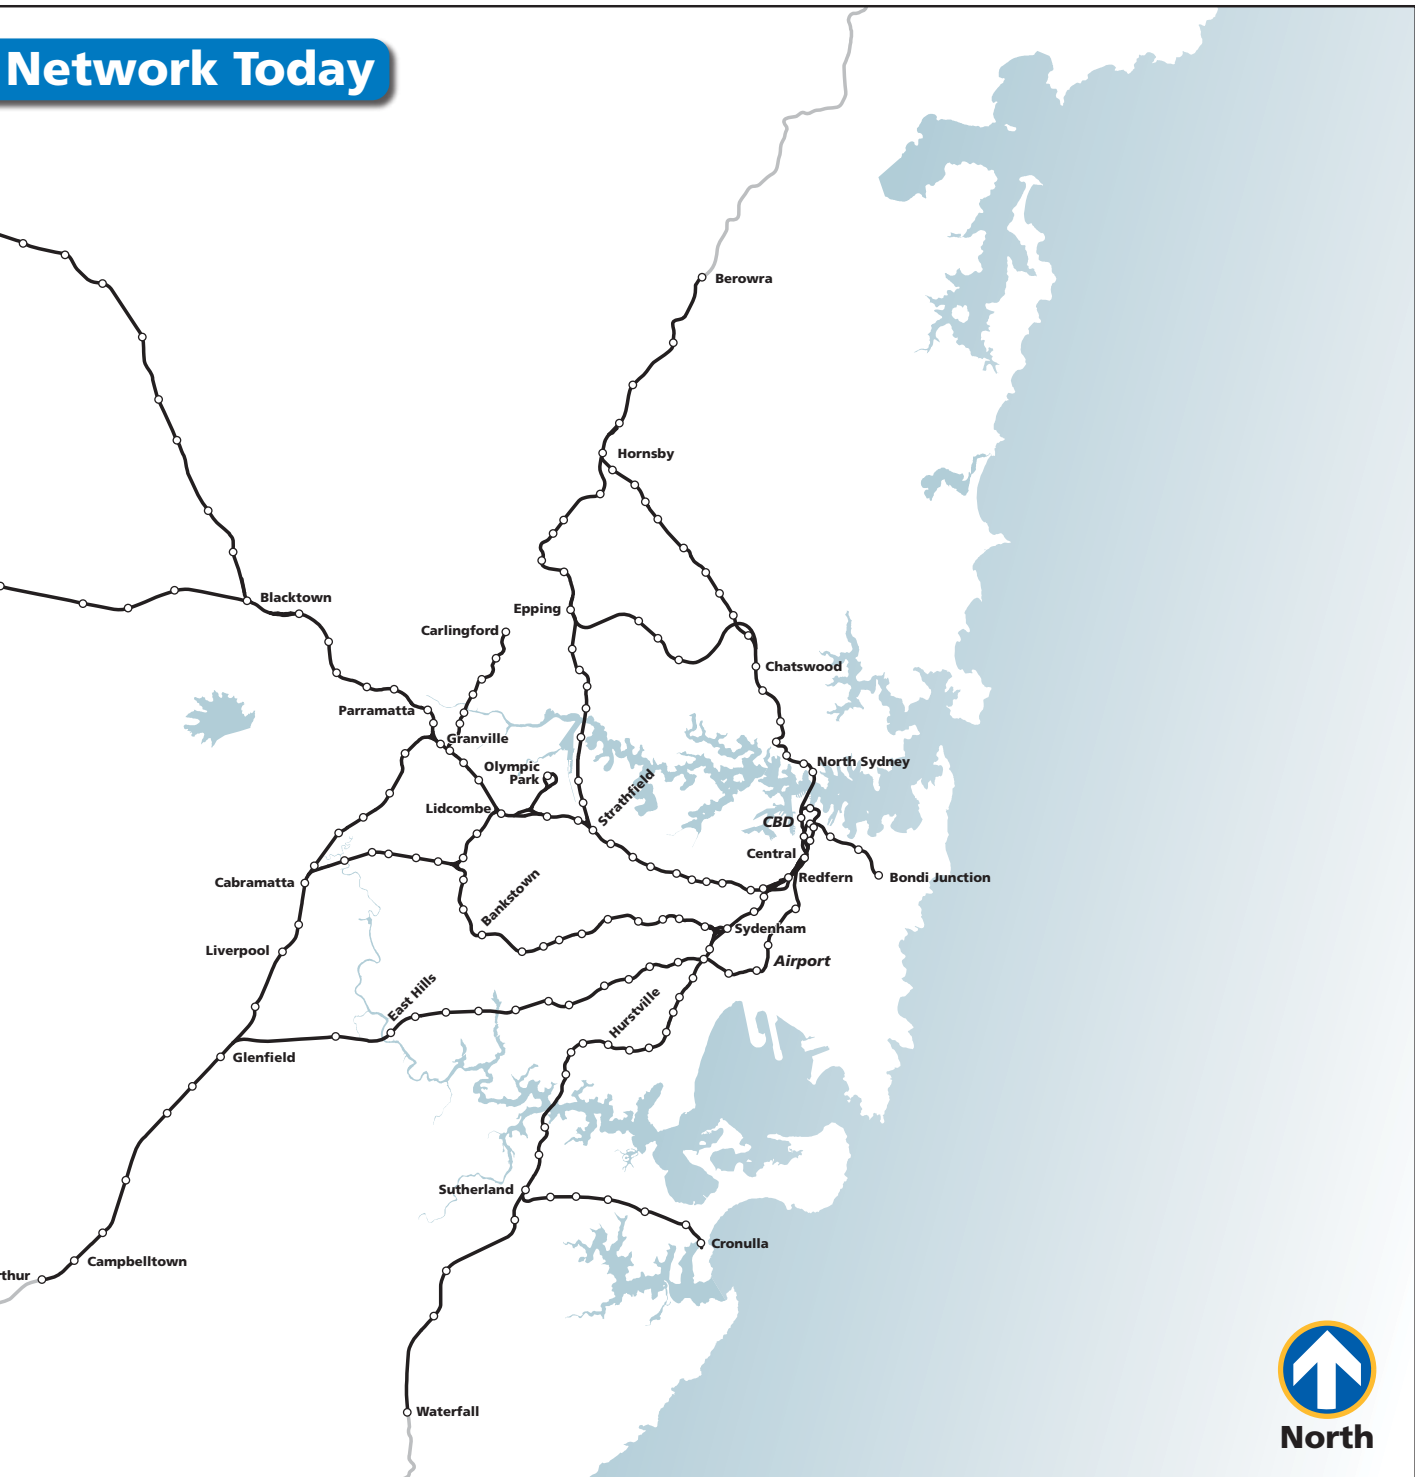 Network Today
Berowra
Hornsby
Blacktown
Epping
Carlingford
Chatswood
Parramatta
Granville
Olympic
Park
North Sydney
Strathfield
Lidcombe
CBD
Central
Cabramatta
Redfern
Bondi Junction
Bankstown
Sydenham
Liverpool
Airport
East Hills
Hurstville
Glenfield
Sutherland
Cronulla
Campbelltown
rthur
Waterfall
North